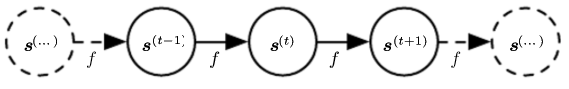 s^(...) s^(t−1) s^(t) s^(t+1) s^(...)
f f f f